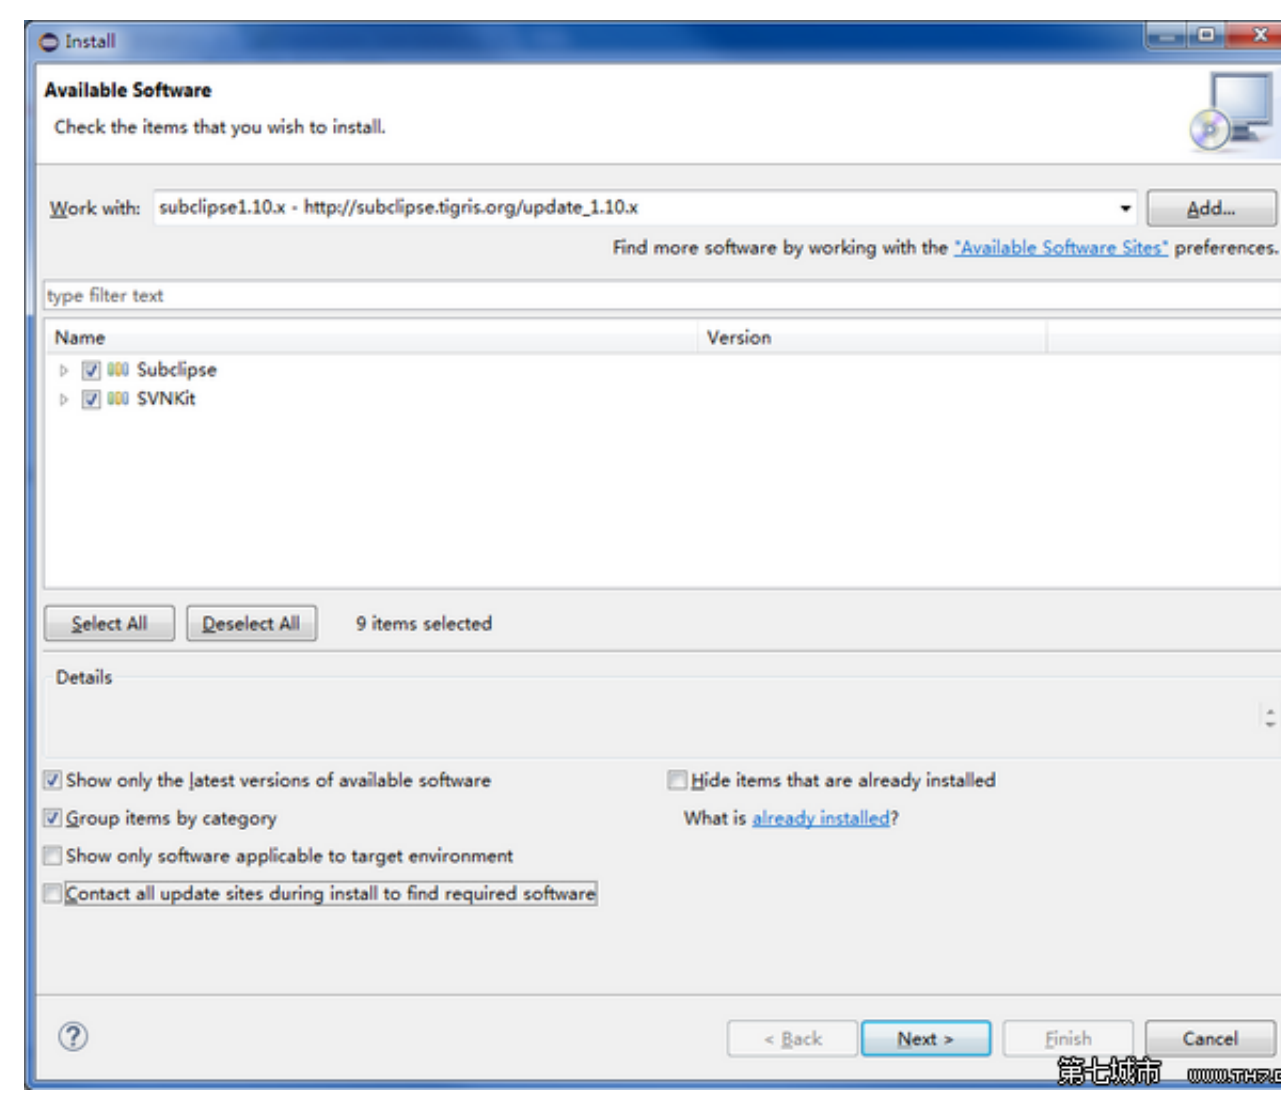 Install
Available Software
Check the items that you wish to install.
Work with: subclipse1.10.x - http://subclipse.tigris.org/update_1.10.x Add...
Find more software by working with the "Available Software Sites" preferences.
type filter text
Name Version
Subclipse
SVNKit
Select All Deselect All 9 items selected
Details
Show only the latest versions of available software Hide items that are already installed
Group items by category What is already installed?
Show only software applicable to target environment
Contact all update sites during install to find required software
< Back Next > Finish Cancel
第七城市